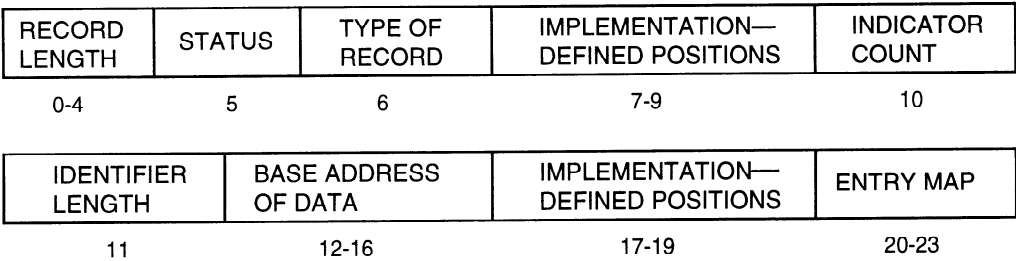 RECORD LENGTH
STATUS
TYPE OF RECORD
IMPLEMENTATION—DEFINED POSITIONS
INDICATOR COUNT
0-4
5
6
7-9
10
IDENTIFIER LENGTH
BASE ADDRESS OF DATA
IMPLEMENTATION—DEFINED POSITIONS
ENTRY MAP
11
12-16
17-19
20-23